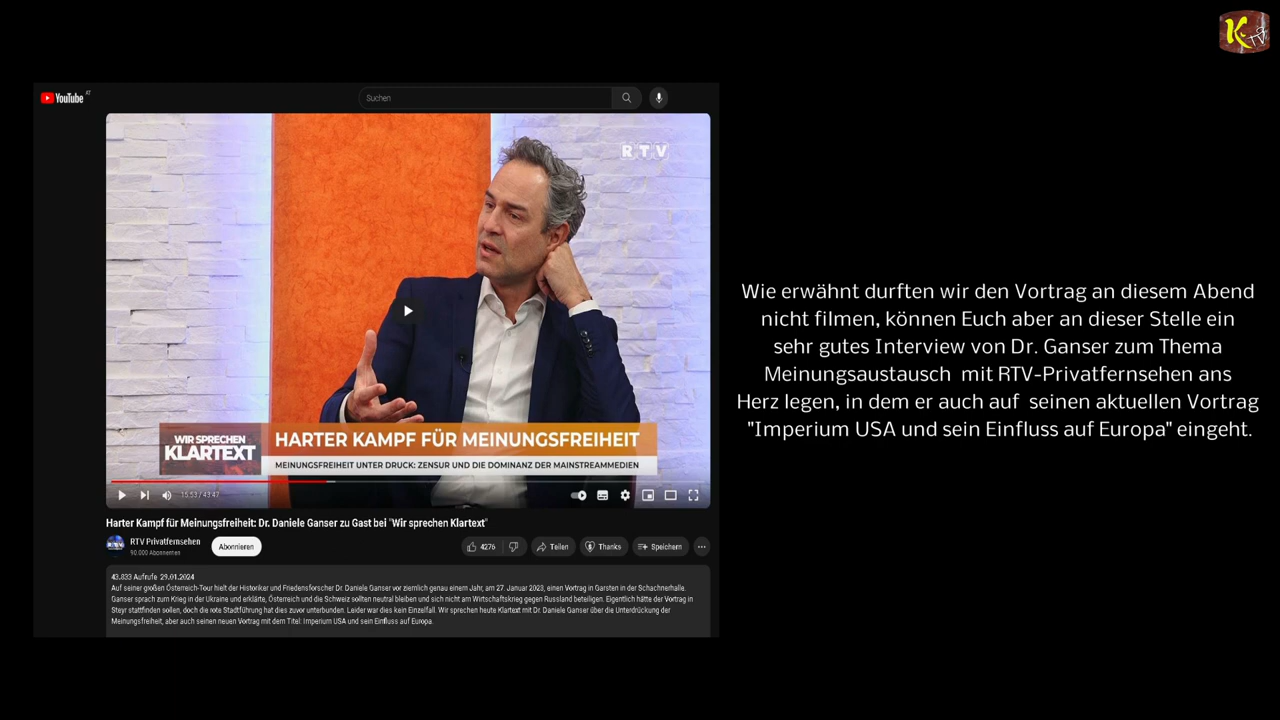 K TV
YouTube AT
Suchen
RTV
WIR SPRECHEN
KLARTEXT
HARTER KAMPF FÜR MEINUNGSFREIHEIT
MEINUNGSFREIHEIT UNTER DRUCK: ZENSUR UND DIE DOMINANZ DER MAINSTREAMMEDIEN
15:53 / 43:47
Harter Kampf für Meinungsfreiheit: Dr. Daniele Ganser zu Gast bei "Wir sprechen Klartext"
RTV Privatfernsehen
90.000 Abonnenten
Abonnieren
4276
Teilen
Thanks
Speichern
43.833 Aufrufe 29.01.2024
Auf seiner großen Österreich-Tour hielt der Historiker und Friedensforscher Dr. Daniele Ganser vor ziemlich genau einem Jahr, am 27. Januar 2023, einen Vortrag in Garsten in der Schachnerhalle.
Ganser sprach zum Krieg in der Ukraine und erklärte, Österreich und die Schweiz sollten neutral bleiben und sich nicht am Wirtschaftskrieg gegen Russland beteiligen. Eigentlich hätte der Vortrag in
Steyr stattfinden sollen, doch die rote Stadtführung hat dies zuvor unterbunden. Leider war dies kein Einzelfall. Wir sprechen heute Klartext mit Dr. Daniele Ganser über die Unterdrückung der
Meinungsfreiheit, aber auch seinen neuen Vortrag mit dem Titel: Imperium USA und sein Einfluss auf Europa.
Wie erwähnt durften wir den Vortrag an diesem Abend
nicht filmen, können Euch aber an dieser Stelle ein
sehr gutes Interview von Dr. Ganser zum Thema
Meinungsaustausch mit RTV-Privatfernsehen ans
Herz legen, in dem er auch auf seinen aktuellen Vortrag
"Imperium USA und sein Einfluss auf Europa" eingeht.